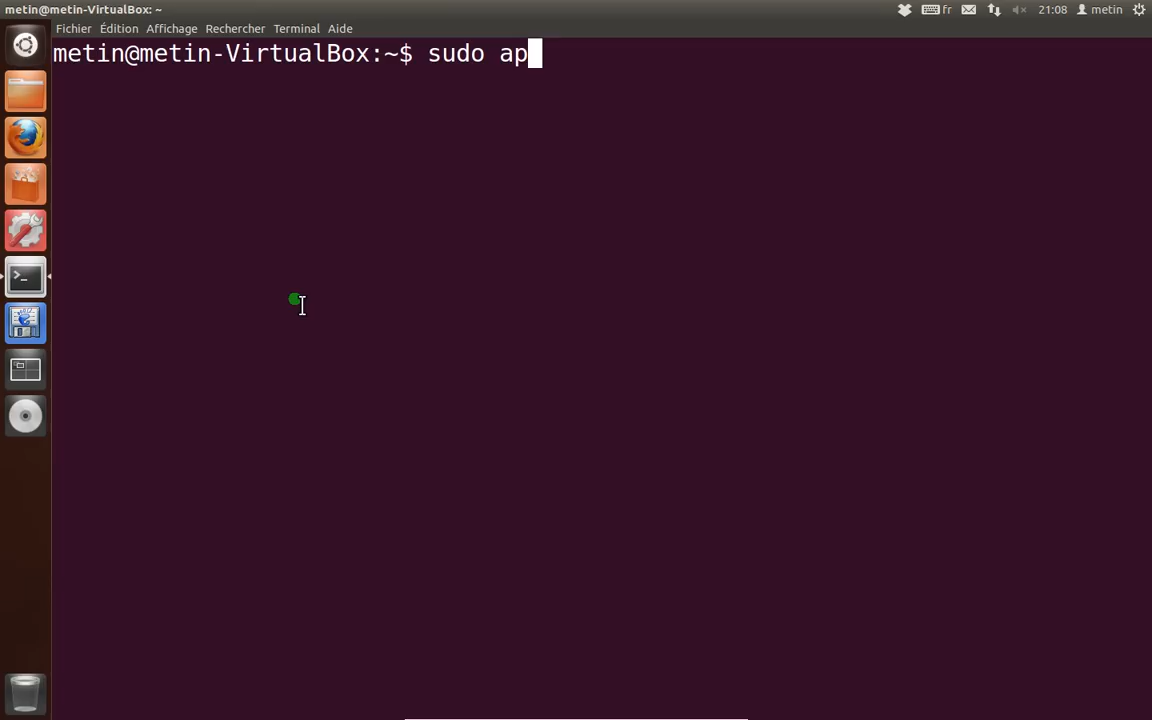 metin@metin-VirtualBox: ~
fr
21:08
metin
Fichier Édition Affichage Rechercher Terminal Aide
metin@metin-VirtualBox:~$ sudo ap